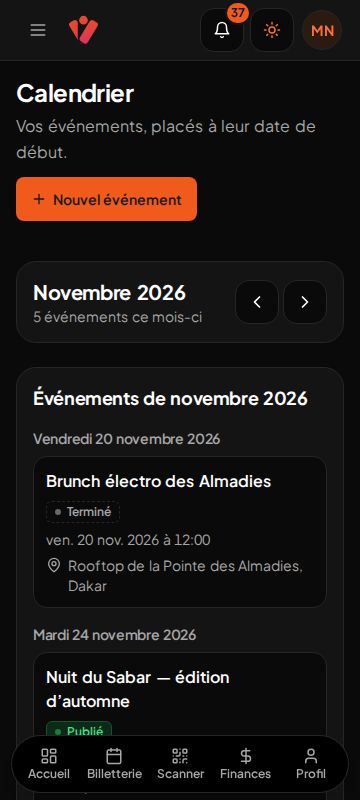 37
MN
Calendrier
Vos événements, placés à leur date de
début.
+ Nouvel événement
Novembre 2026
5 événements ce mois-ci
Événements de novembre 2026
Vendredi 20 novembre 2026
Brunch électro des Almadies
Terminé
ven. 20 nov. 2026 à 12:00
Rooftop de la Pointe des Almadies,
Dakar
Mardi 24 novembre 2026
Nuit du Sabar — édition
d’automne
Publié
Accueil
Billetterie
Scanner
Finances
Profil